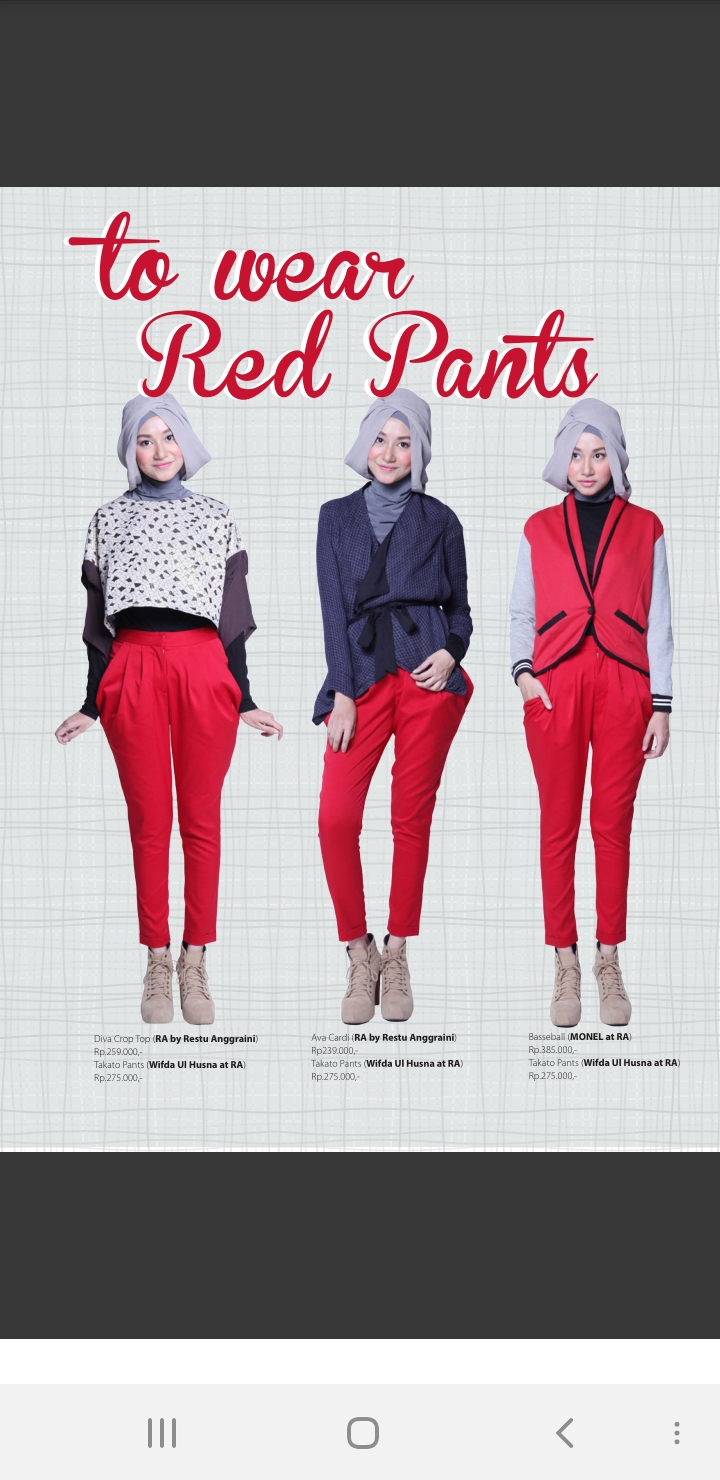 to wear
Red Pants
Diva Crop Top (RA by Restu Anggraini)
Rp.259.000,-
Takato Pants (Wifda Ul Husna at RA)
Rp.275.000,-
Ava Cardi (RA by Restu Anggraini)
Rp239.000,-
Takato Pants (Wifda Ul Husna at RA)
Rp.275.000,-
Basseball (MONEL at RA)
Rp.385.000,-
Takato Pants (Wifda Ul Husna at RA)
Rp.275.000,-